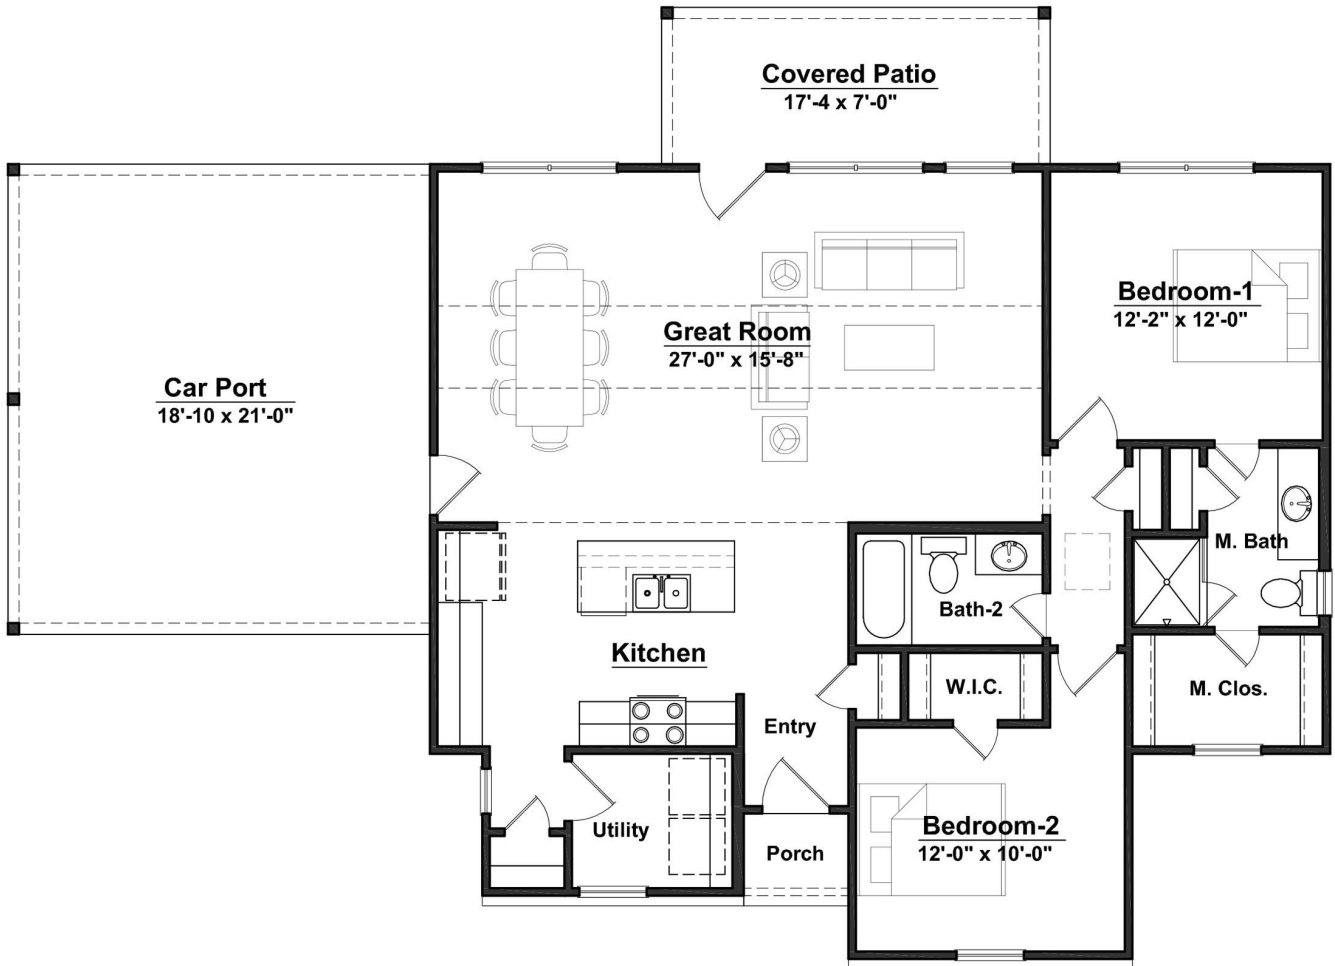 Covered Patio
17'-4 x 7'-0"
Bedroom-1
12'-2" x 12'-0"
Great Room
27'-0" x 15'-8"
Car Port
18'-10 x 21'-0"
M. Bath
Bath-2
Kitchen
W.I.C.
M. Clos.
Entry
Utility
Bedroom-2
12'-0" x 10'-0"
Porch